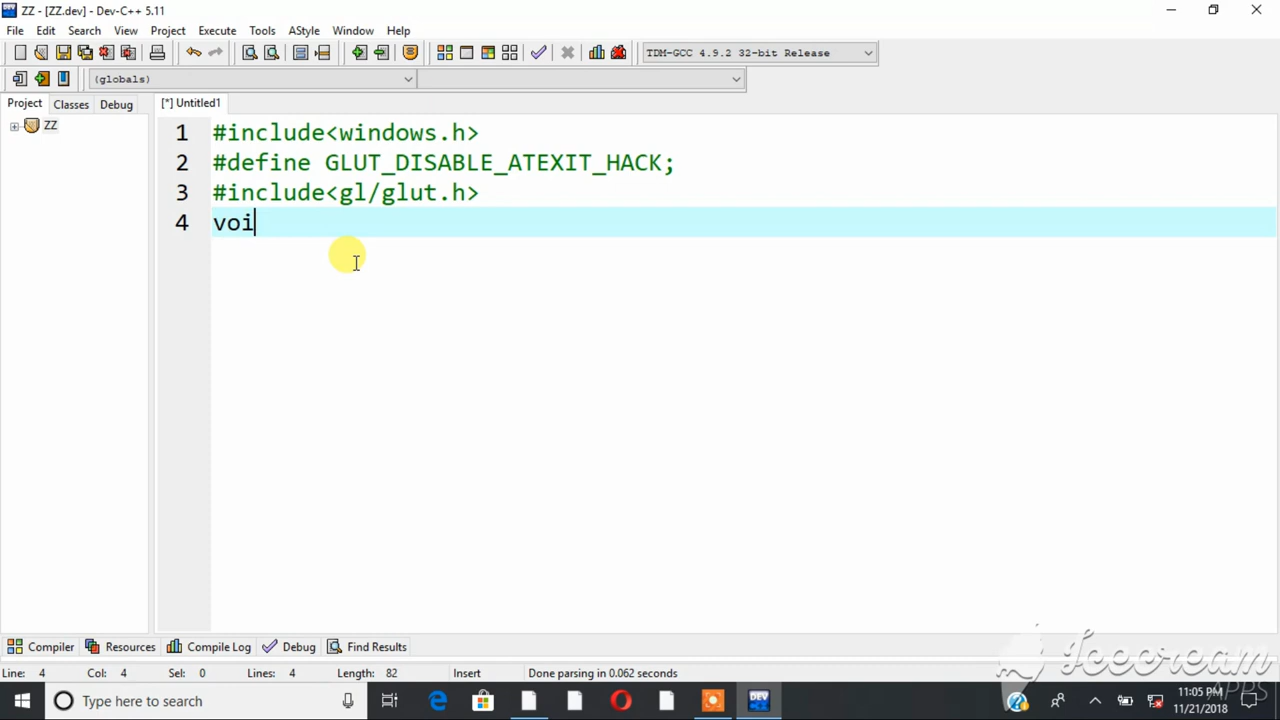 ZZ - [ZZ.dev] - Dev-C++ 5.11
File Edit Search View Project Execute Tools AStyle Window Help
TDM-GCC 4.9.2 32-bit Release
(globals)
Project Classes Debug [*] Untitled1
ZZ
1 #include<windows.h>
2 #define GLUT_DISABLE_ATEXIT_HACK;
3 #include<gl/glut.h>
4 voi
Compiler Resources Compile Log Debug Find Results
Line: 4 Col: 4 Sel: 0 Lines: 4 Length: 82 Insert Done parsing in 0.062 seconds
Icecream
APPS
Type here to search
DEV
11:05 PM
11/21/2018